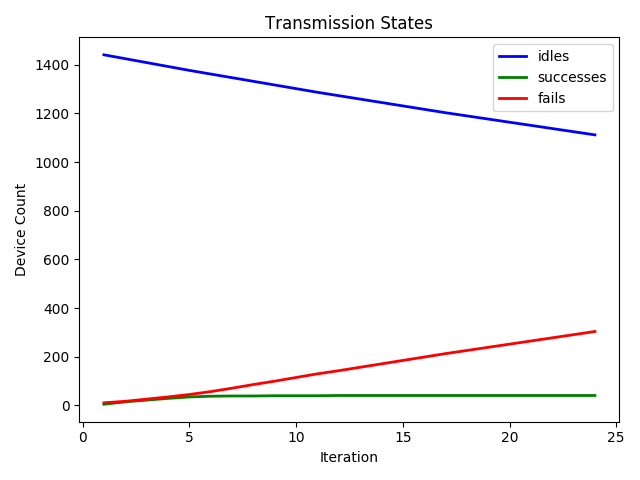 Transmission States
idles
successes
fails
Device Count
1400
1200
1000
800
600
400
200
0
0 5 10 15 20 25
Iteration